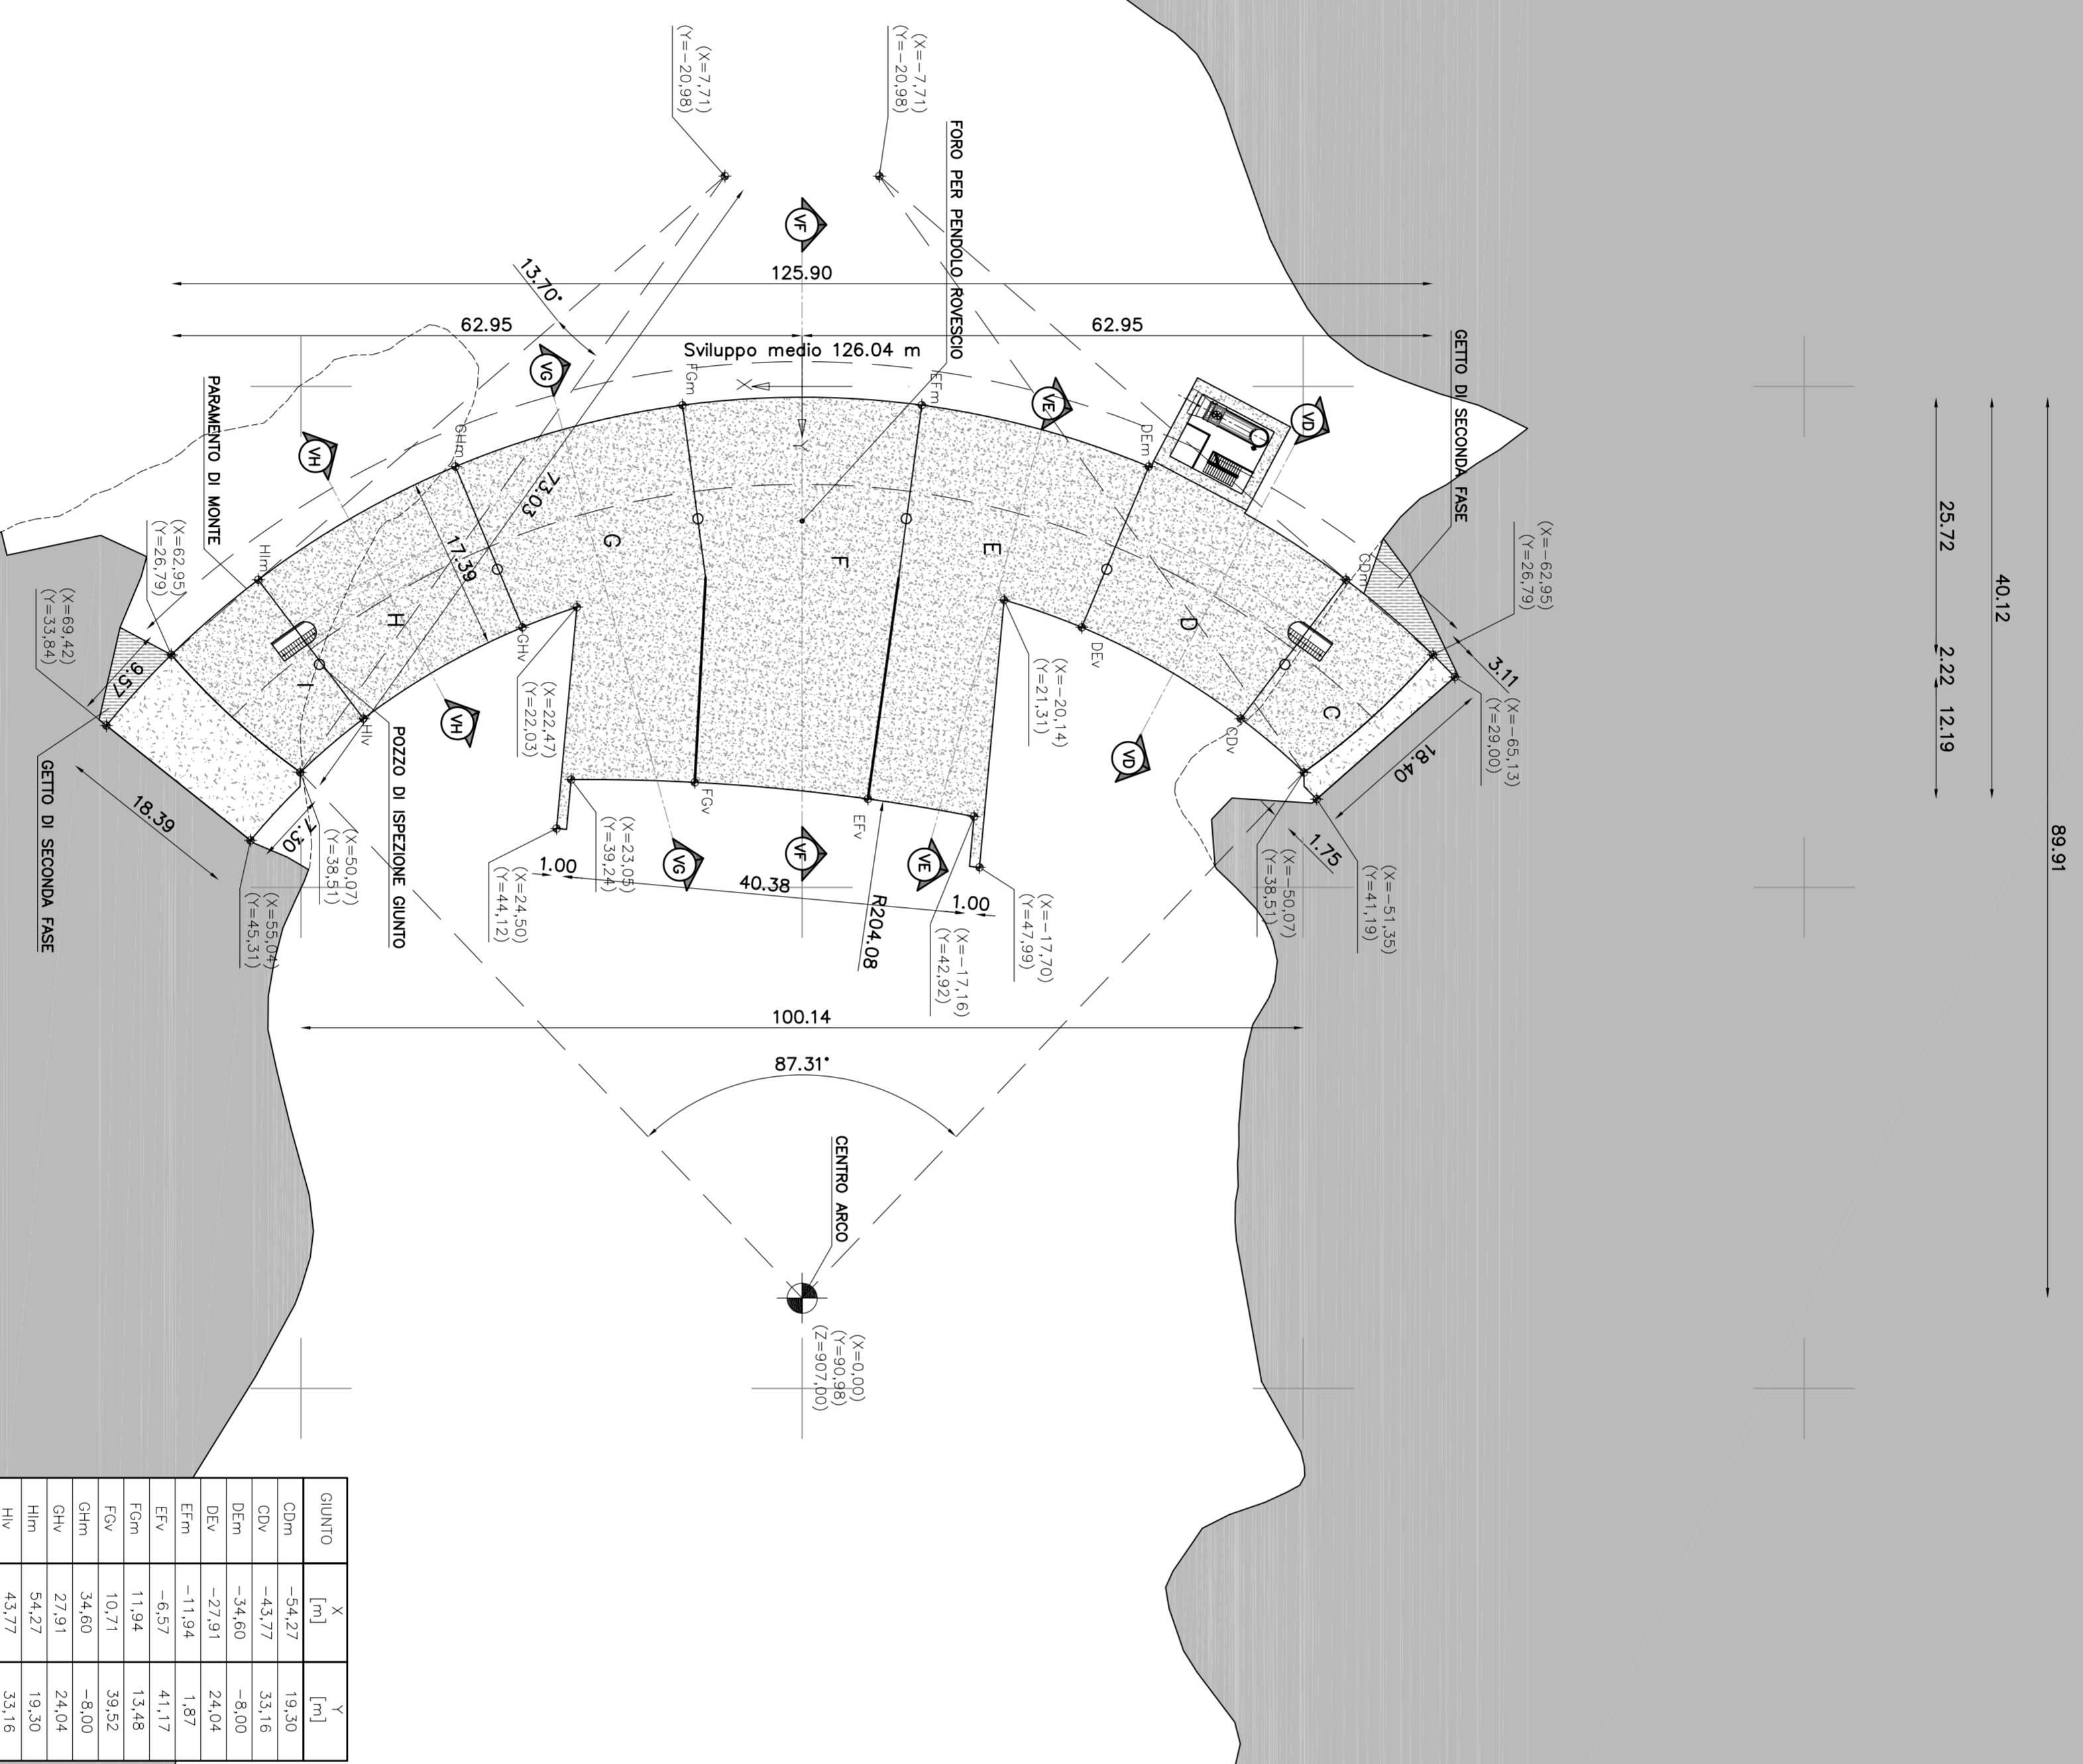 (X=7,71)
(Y=-20,98)
(X=-7,71)
(Y=-20,98)
FORO PER PENDOLO ROVESCIO
VF
125.90
13.70°
62.95
62.95
Sviluppo medio 126.04 m
GETTO DI SECONDA FASE
VG
FGm
X
EFm
VE
VD
25.72
40.12
89.91
PARAMENTO DI MONTE
VH
GHm
Y
DEm
(X=-62,95)
(Y=26,79)
73.03
17.39
G
F
E
HIm
CDm
(X=62,95)
(Y=26,79)
H
D
2.22
3.11
(X=69,42)
(Y=33,84)
GHv
DEv
(X=-20,14)
(Y=21,31)
(X=-65,13)
(Y=29,00)
9.57
I
(X=22,47)
(Y=22,03)
C
12.19
VH
HIv
CDv
VD
18.40
POZZO DI ISPEZIONE GIUNTO
GETTO DI SECONDA FASE
18.39
7.30
FGv
EFv
1.75
(X=50,07)
(Y=38,51)
(X=23,05)
(Y=39,24)
VG
VF
VE
(X=-50,07)
(Y=38,51)
(X=-51,35)
(Y=41,19)
(X=55,04)
(Y=45,31)
(X=24,50)
(Y=44,12)
1.00
40.38
1.00
R204.08
(X=-17,16)
(Y=42,92)
(X=-17,70)
(Y=47,99)
100.14
87.31°
CENTRO ARCO
(X=0,00)
(Y=90,98)
(Z=907,00)
GIUNTO X [m] Y [m]
CDm -54,27 19,30
CDv -43,77 33,16
DEm -34,60 -8,00
DEv -27,91 24,04
EFm -11,94 1,87
EFv -6,57 41,17
FGm 11,94 13,48
FGv 10,71 39,52
GHm 34,60 -8,00
GHv 27,91 24,04
HIm 54,27 19,30
HIv 43,77 33,16